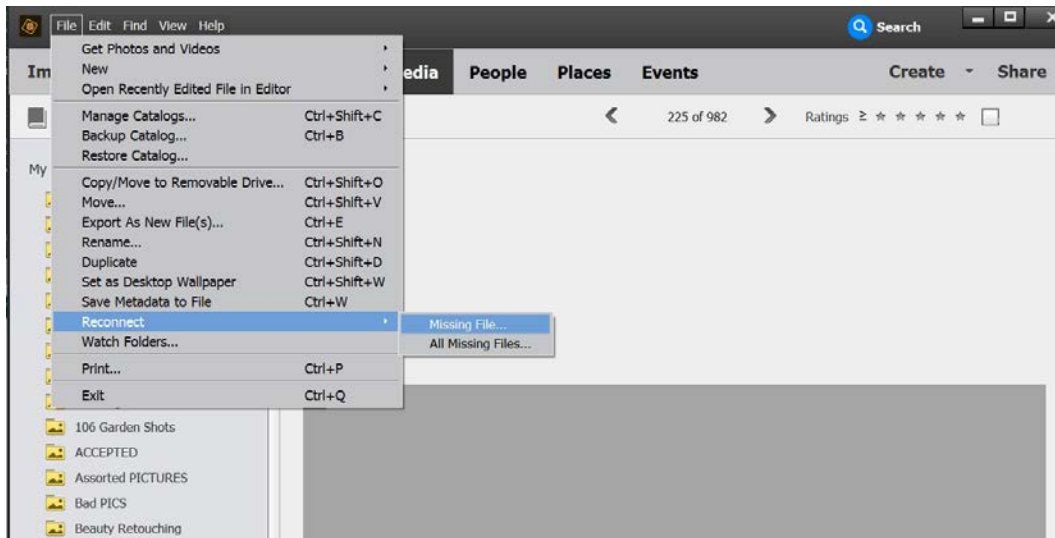 File Edit Find View Help
Search
Im edia People Places Events Create Share
225 of 982 Ratings ≥
Get Photos and Videos
New
Open Recently Edited File in Editor
Manage Catalogs... Ctrl+Shift+C
Backup Catalog... Ctrl+B
Restore Catalog...
Copy/Move to Removable Drive... Ctrl+Shift+O
Move... Ctrl+Shift+V
Export As New File(s)... Ctrl+E
Rename... Ctrl+Shift+N
Duplicate Ctrl+Shift+D
Set as Desktop Wallpaper Ctrl+Shift+W
Save Metadata to File Ctrl+W
Reconnect
Missing File...
All Missing Files...
Watch Folders...
Print... Ctrl+P
Exit Ctrl+Q
My
106 Garden Shots
ACCEPTED
Assorted PICTURES
Bad PICS
Beauty Retouching